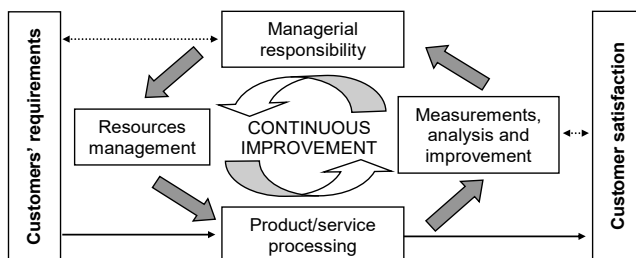 Customers' requirements
Managerial
responsibility
Resources
management
CONTINUOUS
IMPROVEMENT
Measurements,
analysis and
improvement
Product/service
processing
Customer satisfaction